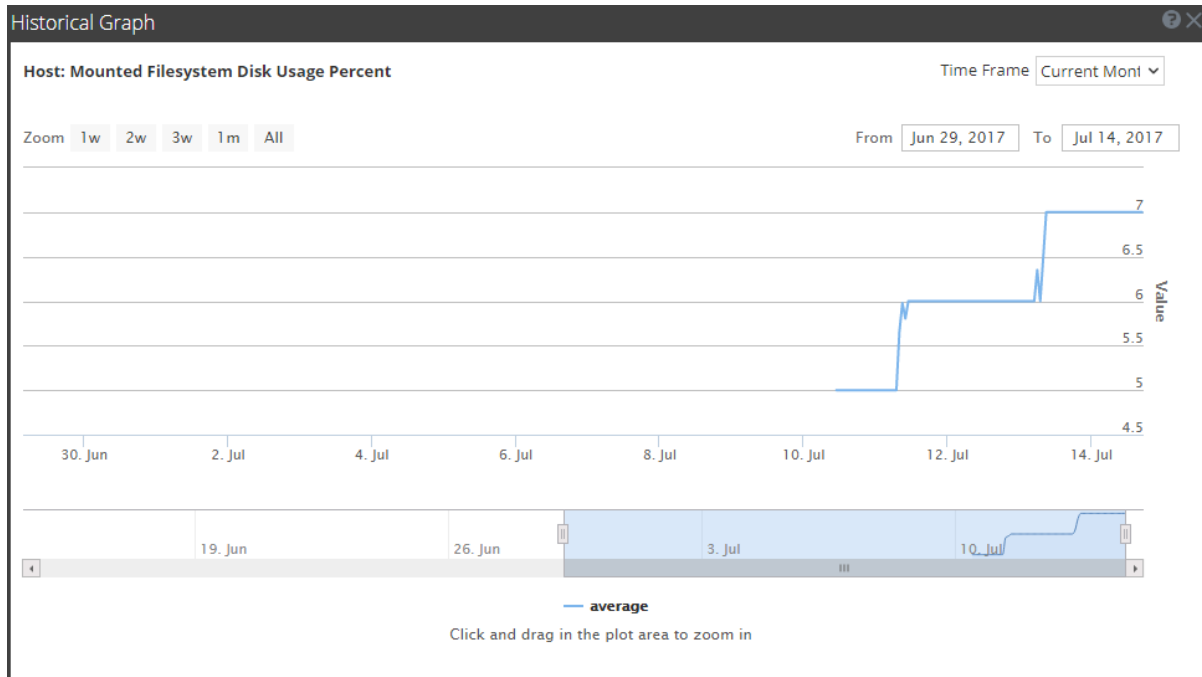 Historical Graph
Host: Mounted Filesystem Disk Usage Percent
Time Frame Current Mont
Zoom 1w 2w 3w 1m All
From Jun 29, 2017 To Jul 14, 2017
7
6.5
6
5.5
5
4.5
Value
30. Jun 2. Jul 4. Jul 6. Jul 8. Jul 10. Jul 12. Jul 14. Jul
19. Jun 26. Jun 3. Jul 10. Jul
average
Click and drag in the plot area to zoom in